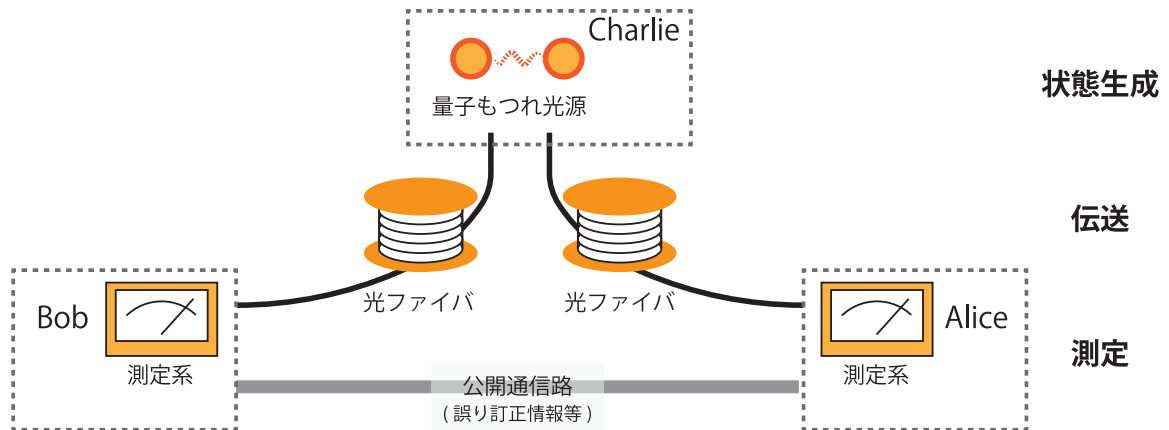 Charlie
量子もつれ光源
状態生成
伝送
光ファイバ
光ファイバ
Bob
測定系
Alice
測定系
測定
公開通信路
( 誤り訂正情報等 )